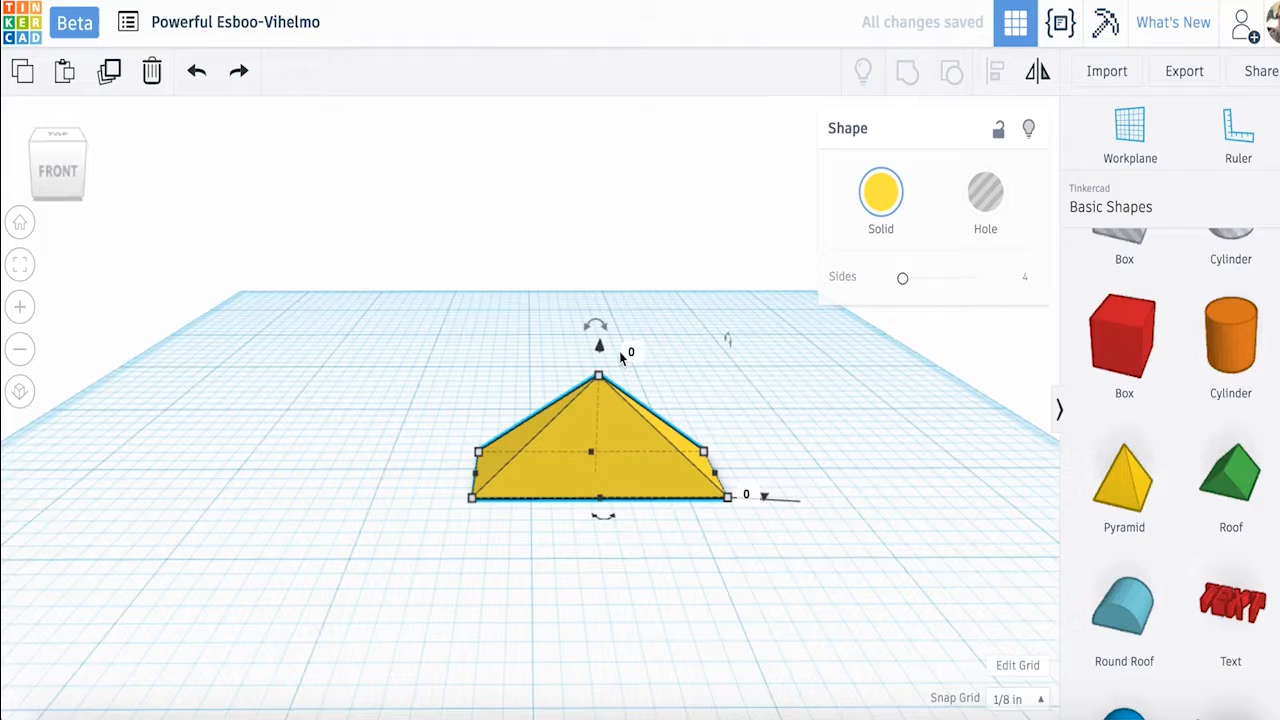 TIN
KER
CAD
Beta
Powerful Esboo-Vihelmo
All changes saved
What's New
Import
Export
Share
TOP
FRONT
Shape
Solid
Hole
Sides
4
Workplane
Ruler
Tinkercad
Basic Shapes
Box
Cylinder
Box
Cylinder
Pyramid
Roof
TEXT
Round Roof
Text
0
0
Edit Grid
Snap Grid
1/8 in